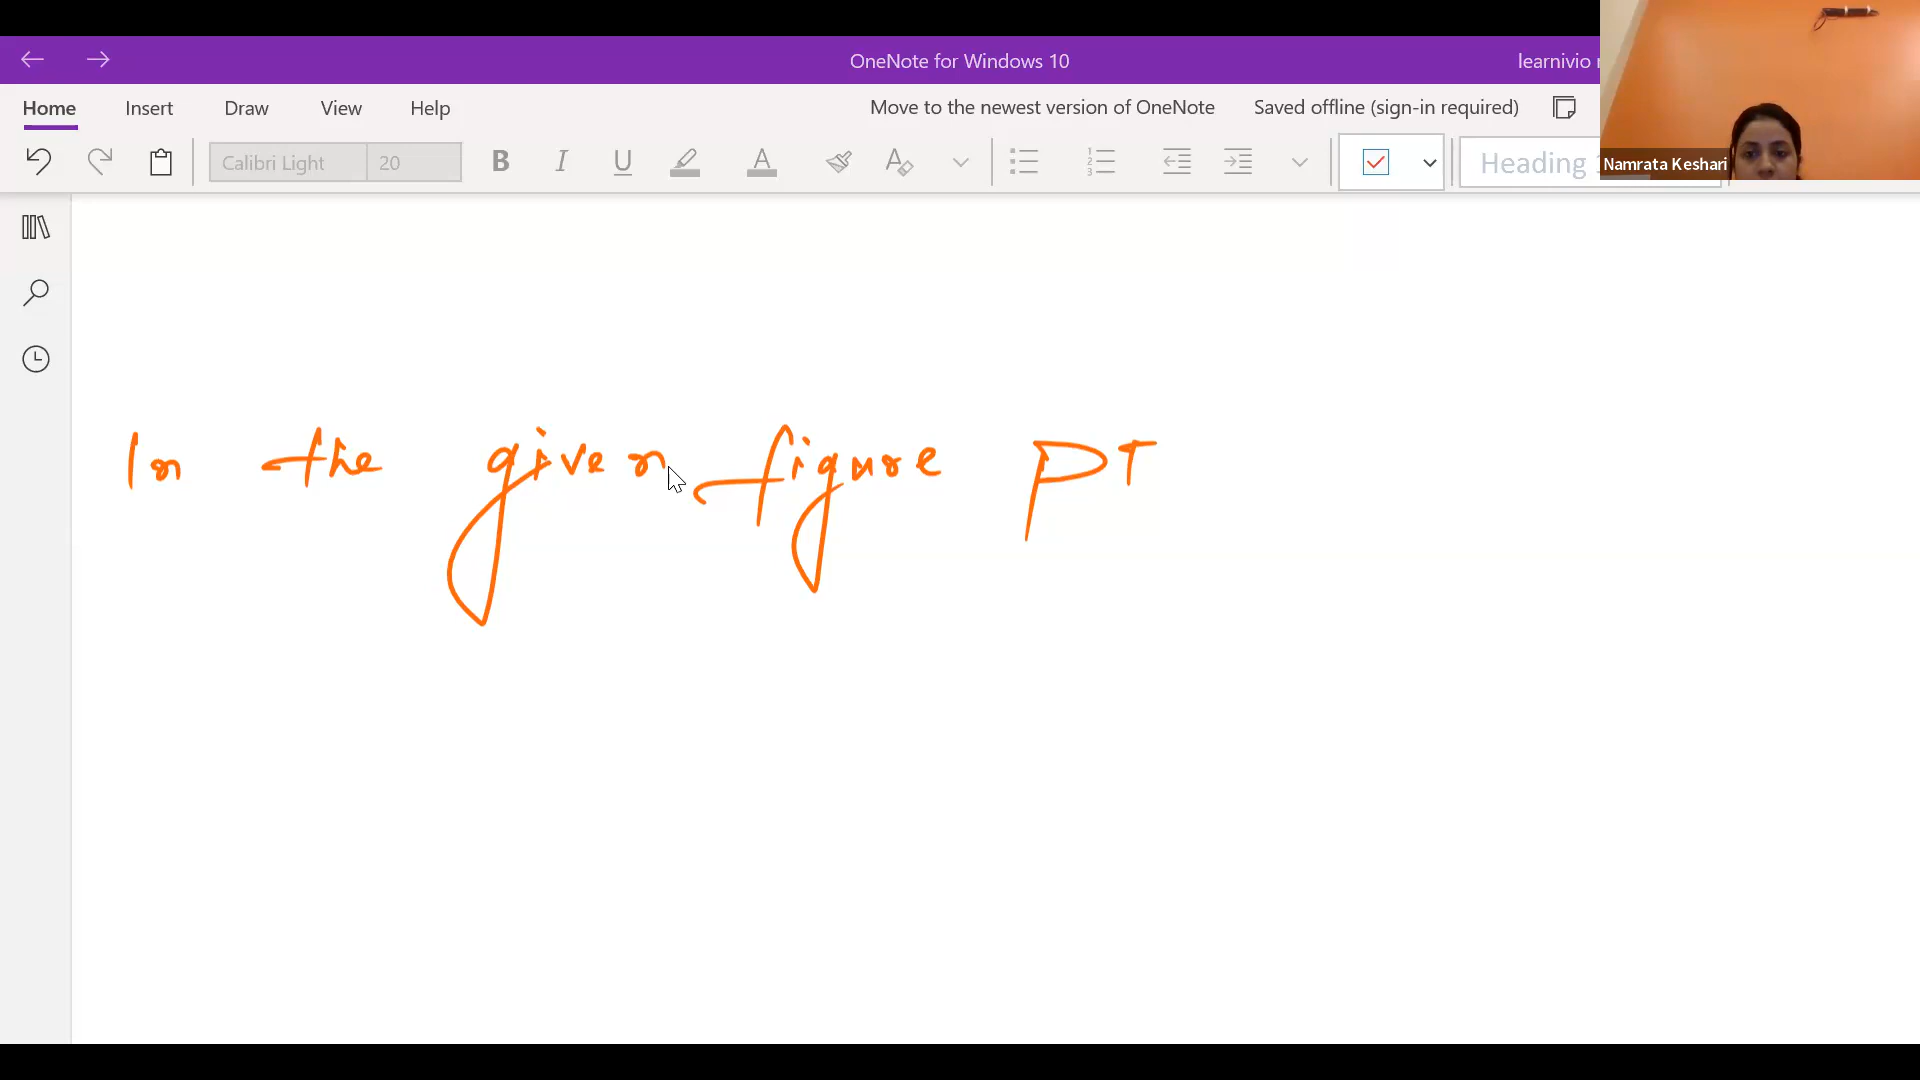 OneNote for Windows 10
learnivio
Home Insert Draw View Help
Move to the newest version of OneNote Saved offline (sign-in required)
Calibri Light 20 B I U A A Heading
Namrata Keshari
In the given figure PT